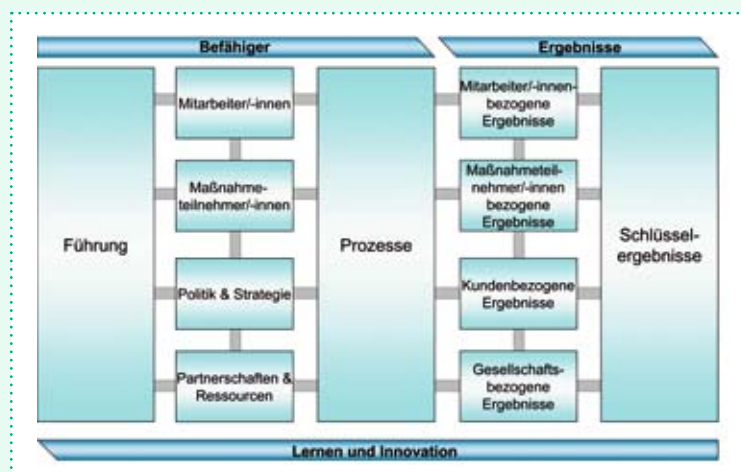 Befähiger
Ergebnisse
Führung
Mitarbeiter/-innen
Maßnahme-
teilnehmer/-innen
Politik & Strategie
Partnerschaften &
Ressourcen
Prozesse
Mitarbeiter/-innen-
bezogene
Ergebnisse
Maßnahmeteil-
nehmer/-innen
bezogene
Ergebnisse
Kundenbezogene
Ergebnisse
Gesellschafts-
bezogene
Ergebnisse
Schlüssel-
ergebnisse
Lernen und Innovation